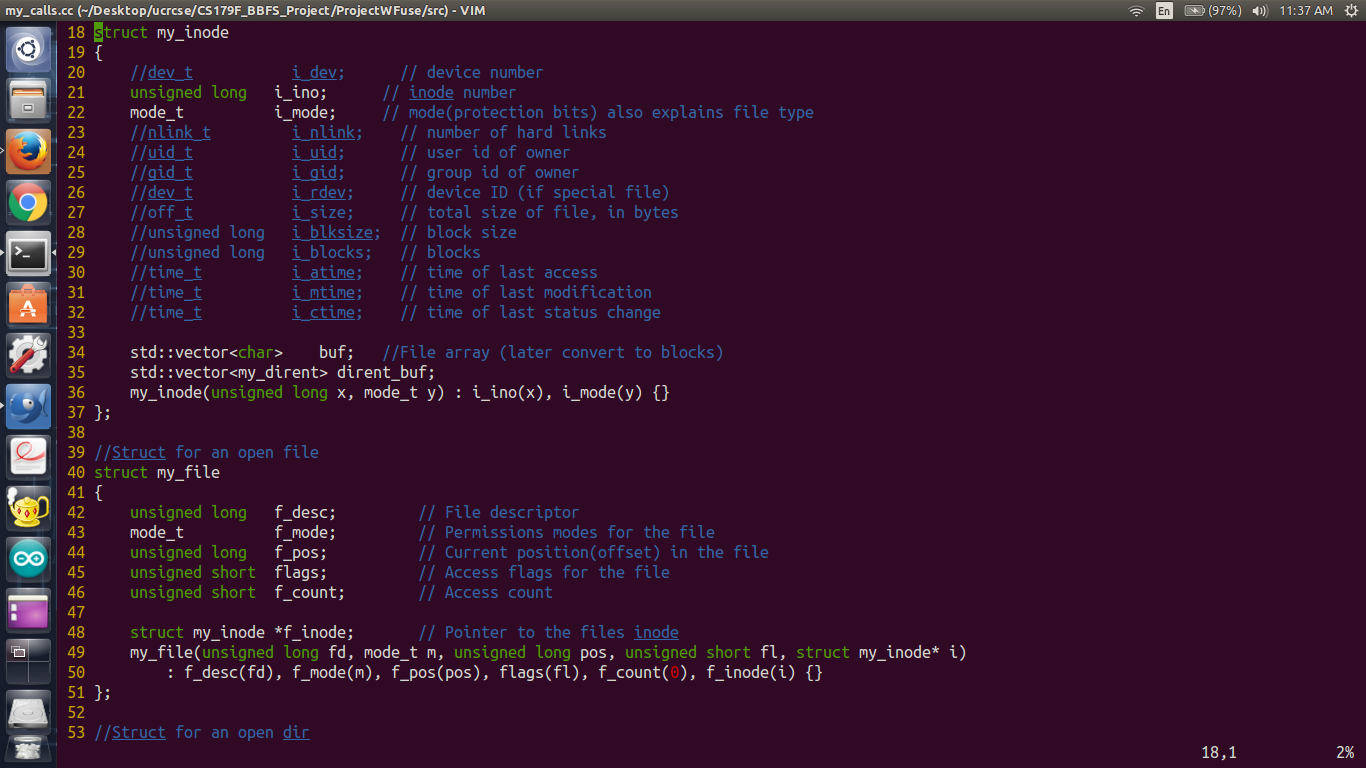 my_calls.cc (~/Desktop/ucrcse/CS179F_BBFS_Project/ProjectWFuse/src) - VIM En (97%) 11:37 AM
18 struct my_inode
19 {
20     //dev_t           i_dev;      // device number
21     unsigned long   i_ino;      // inode number
22     mode_t          i_mode;     // mode(protection bits) also explains file type
23     //nlink_t         i_nlink;    // number of hard links
24     //uid_t           i_uid;      // user id of owner
25     //gid_t           i_gid;      // group id of owner
26     //dev_t           i_rdev;     // device ID (if special file)
27     //off_t           i_size;     // total size of file, in bytes
28     //unsigned long   i_blksize;  // block size
29     //unsigned long   i_blocks;   // blocks
30     //time_t          i_atime;    // time of last access
31     //time_t          i_mtime;    // time of last modification
32     //time_t          i_ctime;    // time of last status change
33
34     std::vector<char>    buf;   //File array (later convert to blocks)
35     std::vector<my_dirent> dirent_buf;
36     my_inode(unsigned long x, mode_t y) : i_ino(x), i_mode(y) {}
37 };
38
39 //Struct for an open file
40 struct my_file
41 {
42     unsigned long   f_desc;         // File descriptor
43     mode_t          f_mode;         // Permissions modes for the file
44     unsigned long   f_pos;          // Current position(offset) in the file
45     unsigned short  flags;          // Access flags for the file
46     unsigned short  f_count;        // Access count
47
48     struct my_inode *f_inode;       // Pointer to the files inode
49     my_file(unsigned long fd, mode_t m, unsigned long pos, unsigned short fl, struct my_inode* i)
50         : f_desc(fd), f_mode(m), f_pos(pos), flags(fl), f_count(0), f_inode(i) {}
51 };
52
53 //Struct for an open dir
18,1 2%